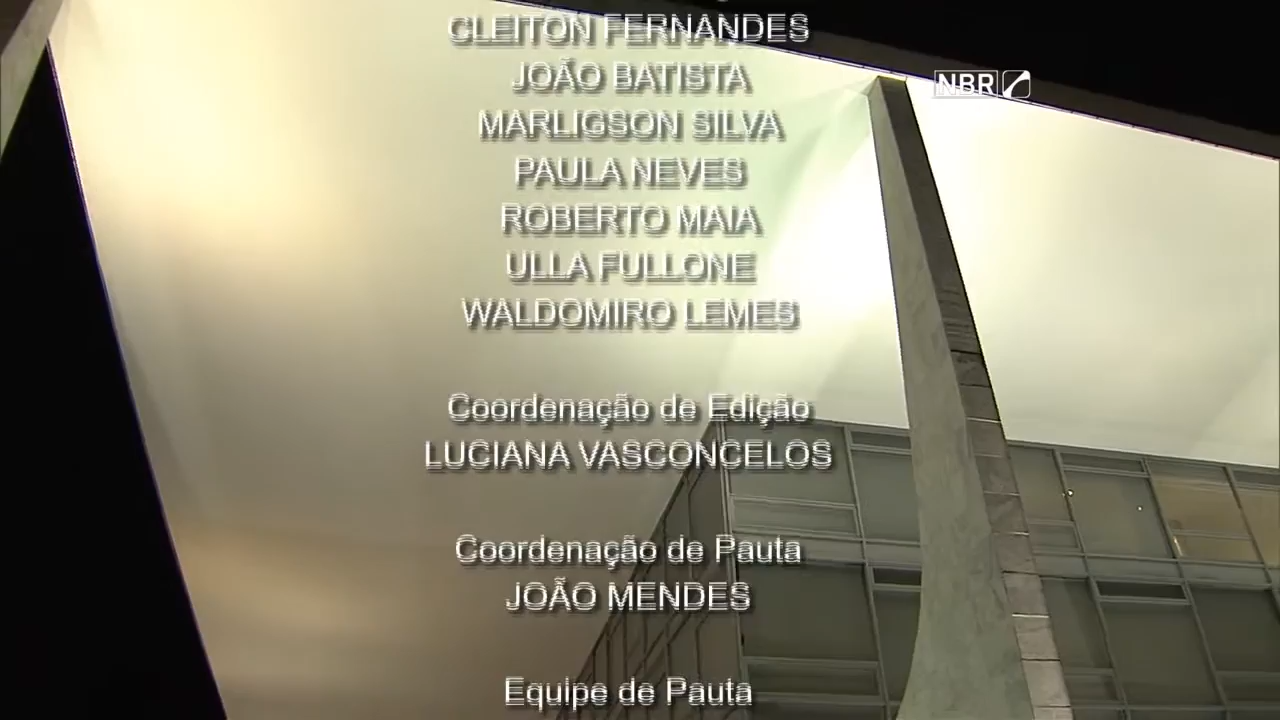 CLEITON FERNANDES
JOÃO BATISTA
NBR
MARLIGSON SILVA
PAULA NEVES
ROBERTO MAIA
ULLA FULLONE
WALDOMIRO LEMES
Coordenação de Edição
LUCIANA VASCONCELOS
Coordenação de Pauta
JOÃO MENDES
Equipe de Pauta